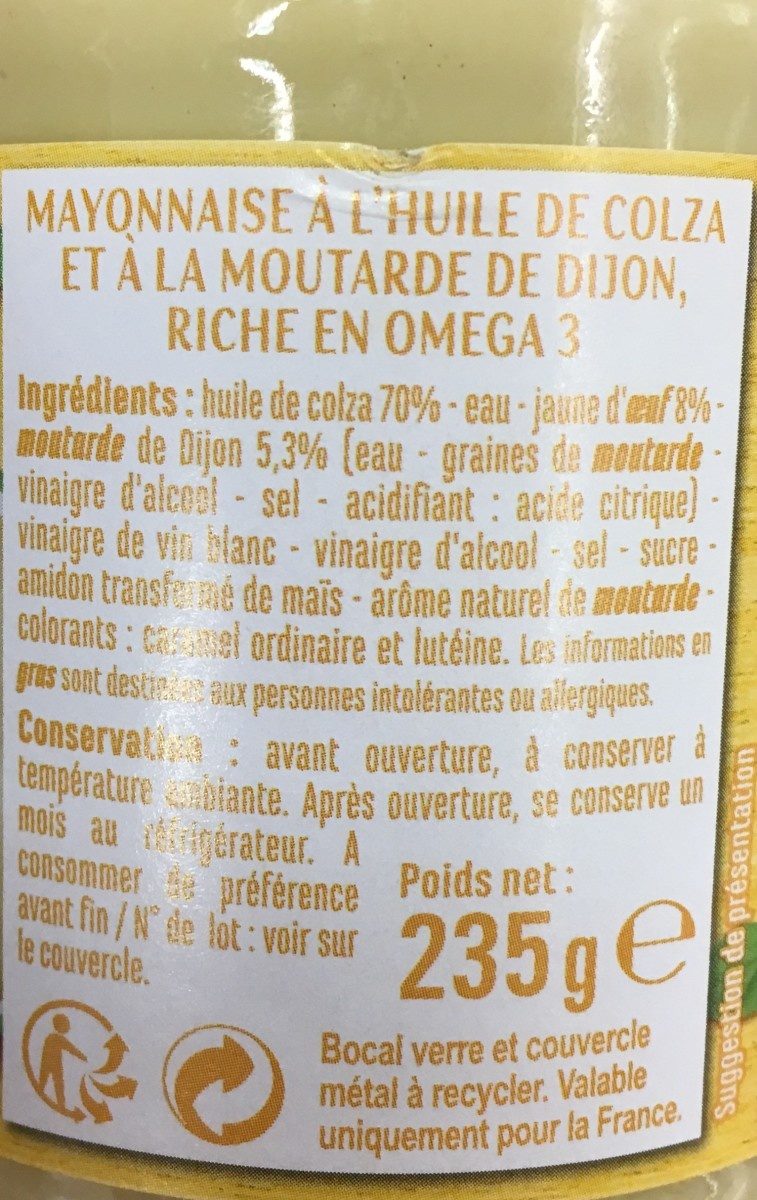 MAYONNAISE À L'HUILE DE COLZA
ET À LA MOUTARDE DE DIJON,
RICHE EN OMEGA 3
Ingrédients : huile de colza 70% - eau - jaune d'œuf 8% -
moutarde de Dijon 5,3% (eau - graines de moutarde -
vinaigre d'alcool - sel - acidifiant : acide citrique) -
vinaigre de vin blanc - vinaigre d'alcool - sel - sucre -
amidon transformé de maïs - arôme naturel de moutarde -
colorants : caramel ordinaire et lutéine. Les informations en
gras sont destinées aux personnes intolérantes ou allergiques.
Conservation : avant ouverture, à conserver à
température ambiante. Après ouverture, se conserve un
mois au réfrigérateur. A
consommer de préférence
avant fin / N° de lot : voir sur
le couvercle.
Poids net :
235 g e
Bocal verre et couvercle
métal à recycler. Valable
uniquement pour la France.
Suggestion de présentation